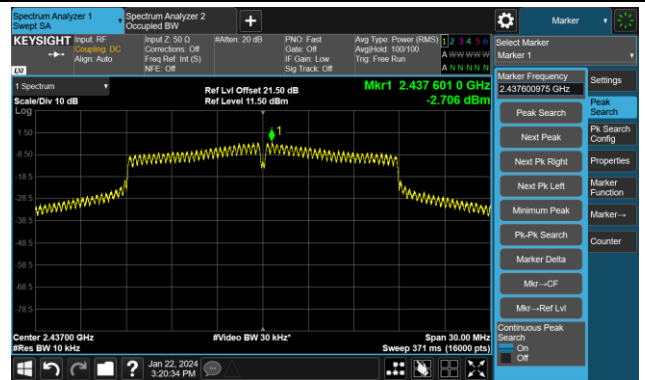 Spectrum Analyzer 1
Swept SA
Spectrum Analyzer 2
Occupied BW
Marker
KEYSIGHT
Input: RF
Coupling: DC
Align: Auto
Input Z: 50 Ω
Corrections: Off
Freq Ref: Int (S)
NFE: Off
#Atten: 20 dB
PNO: Fast
Gate: Off
IF Gain: Low
Sig Track: Off
Avg Type: Power (RMS)
Avg|Hold: 100/100
Trig: Free Run
1 2 3 4 5 6
A W W W W W
A N N N N N
LXI
Select Marker
Marker 1
1 Spectrum
Scale/Div 10 dB
Log
Ref Lvl Offset 21.50 dB
Ref Level 11.50 dBm
Mkr1 2.437 601 0 GHz
-2.706 dBm
1
1.50
-8.50
-18.5
-28.5
-38.5
-48.5
-58.5
-68.5
-78.5
Center 2.43700 GHz
#Res BW 10 kHz
#Video BW 30 kHz*
Span 30.00 MHz
Sweep 371 ms (16000 pts)
Marker Frequency
2.437600975 GHz
Peak Search
Next Peak
Next Pk Right
Next Pk Left
Minimum Peak
Pk-Pk Search
Marker Delta
Mkr→CF
Mkr→Ref Lvl
Continuous Peak
Search
On
Off
Settings
Peak
Search
Pk Search
Config
Properties
Marker
Function
Marker→
Counter
?
Jan 22, 2024
3:20:34 PM